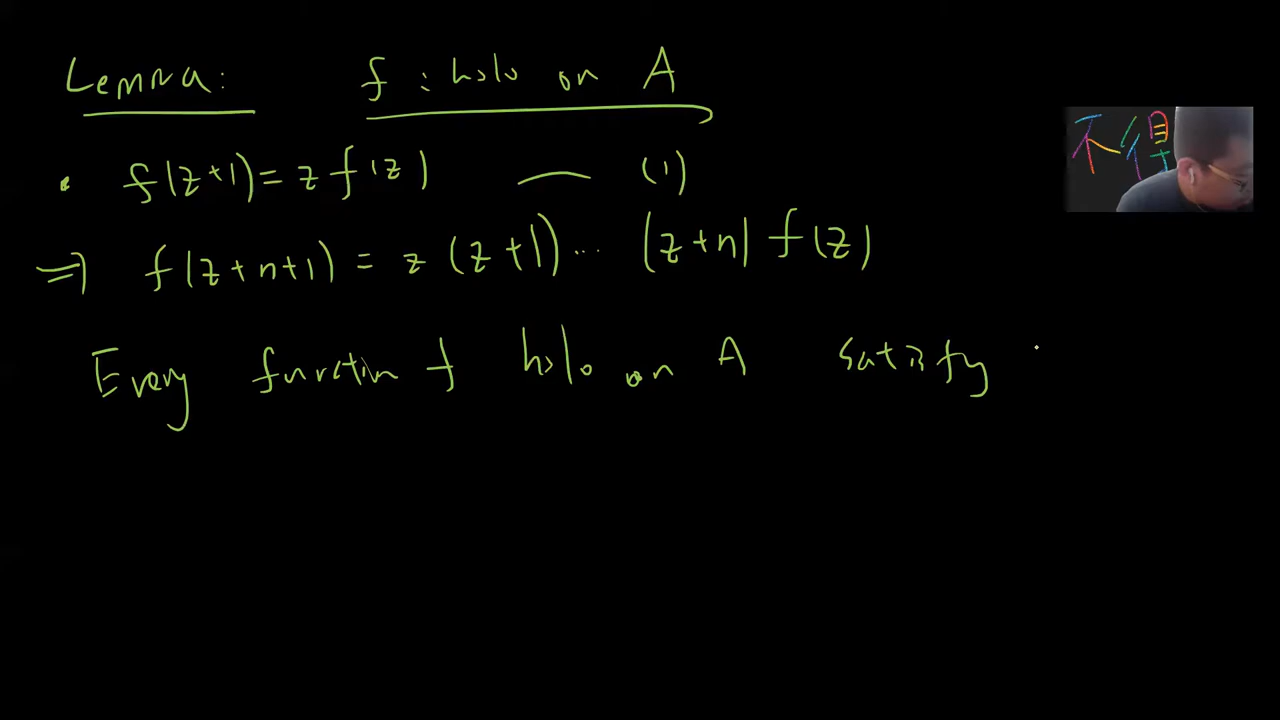 Lemma: f : holo on A
• f(z+1) = z f(z) — (1)
⇒ f(z+n+1) = z (z+1) ... (z+n) f(z)
Every function f holo on A satisfy
不得